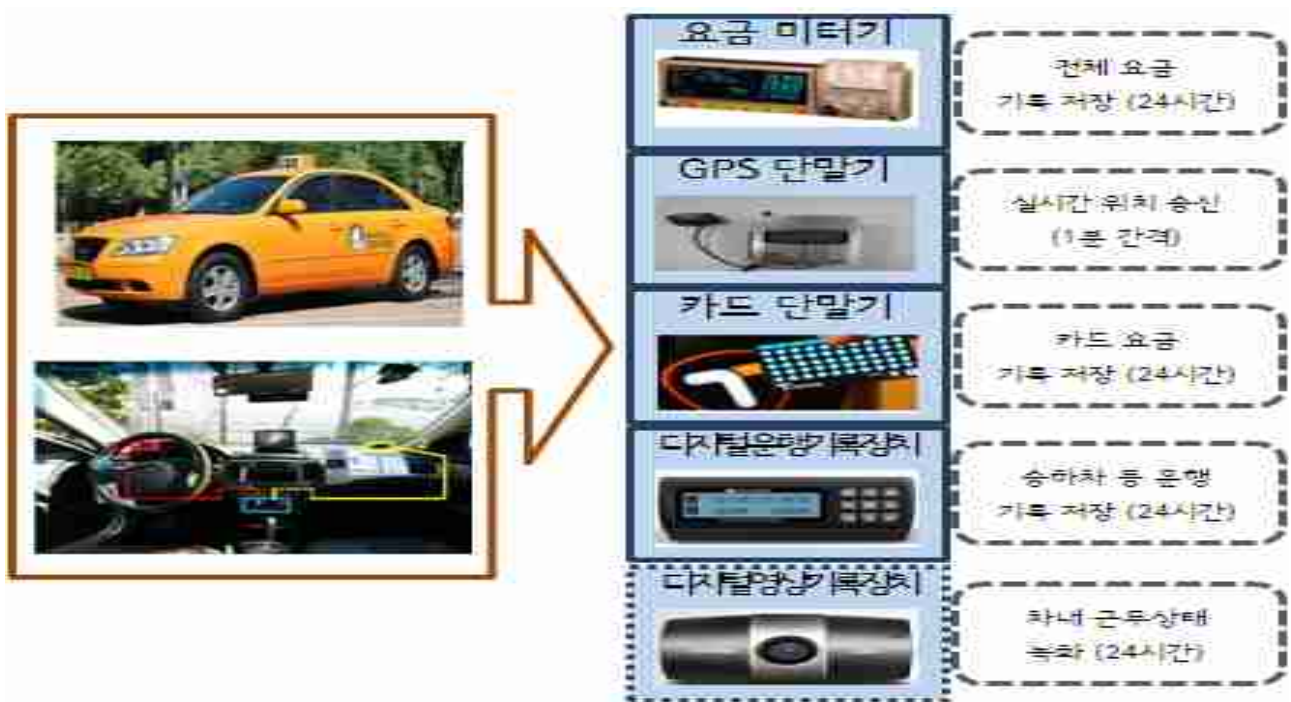 요금 미터기
전체 요금
기록 저장 (24시간)
GPS 단말기
실시간 위치 송신
(1분 간격)
카드 단말기
카드 요금
기록 저장 (24시간)
디지털운행기록장치
승하차 등 운행
기록 저장 (24시간)
디지털영상기록장치
차내 근무상태
녹화 (24시간)